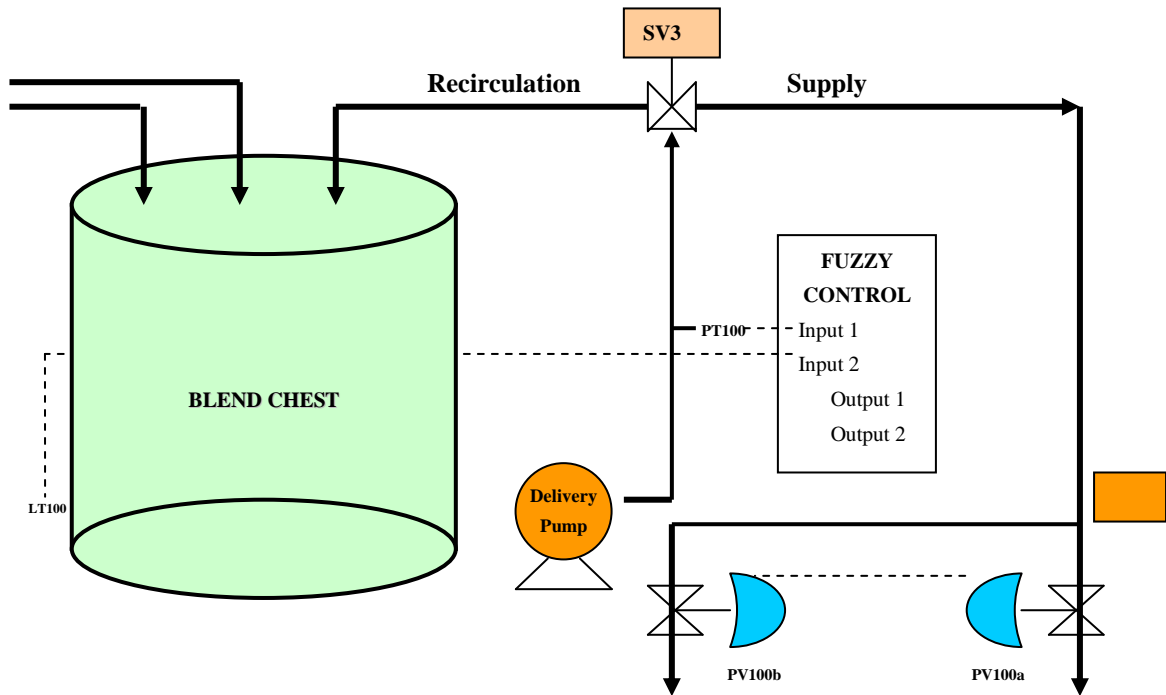 SV3
Recirculation
Supply
FUZZY
CONTROL
PT100
Input 1
Input 2
BLEND CHEST
Output 1
Output 2
LT100
Delivery
Pump
PV100b
PV100a